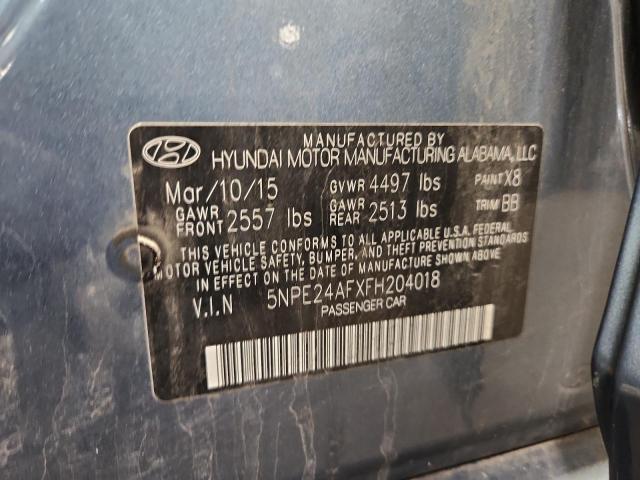 MANUFACTURED BY
HYUNDAI MOTOR MANUFACTURING ALABAMA, LLC
Mar/10/15 GVWR 4497 lbs PAINT X8
GAWR FRONT 2557 lbs GAWR REAR 2513 lbs TRIM BB
THIS VEHICLE CONFORMS TO ALL APPLICABLE U.S.A. FEDERAL
MOTOR VEHICLE SAFETY, BUMPER, AND THEFT PREVENTION STANDARDS
IN EFFECT ON THE DATE OF MANUFACTURE SHOWN ABOVE
V.I.N 5NPE24AFXFH204018
PASSENGER CAR